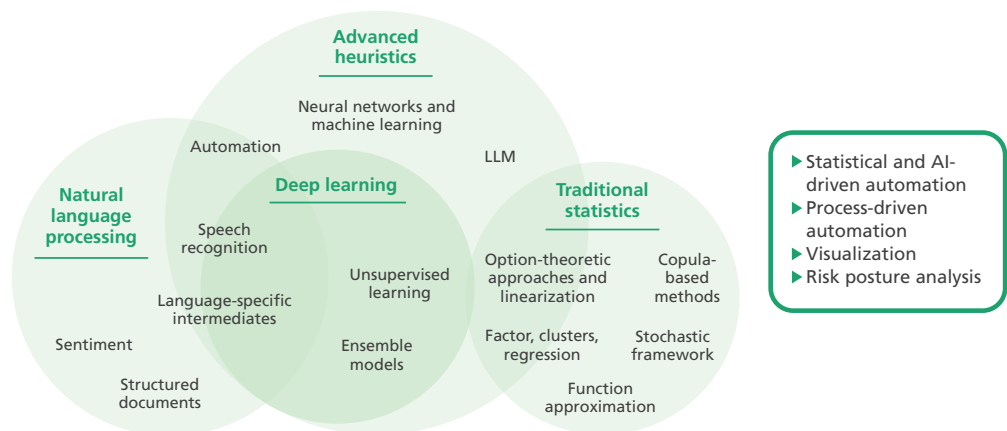 Advanced
heuristics
Neural networks and
machine learning
Automation
LLM
Deep learning
Natural
language
processing
Speech
recognition
Language-specific
intermediates
Sentiment
Structured
documents
Unsupervised
learning
Ensemble
models
Traditional
statistics
Option-theoretic
approaches and
linearization
Copula-
based
methods
Factor, clusters,
regression
Stochastic
framework
Function
approximation
▶ Statistical and AI-
driven automation
▶ Process-driven
automation
▶ Visualization
▶ Risk posture analysis